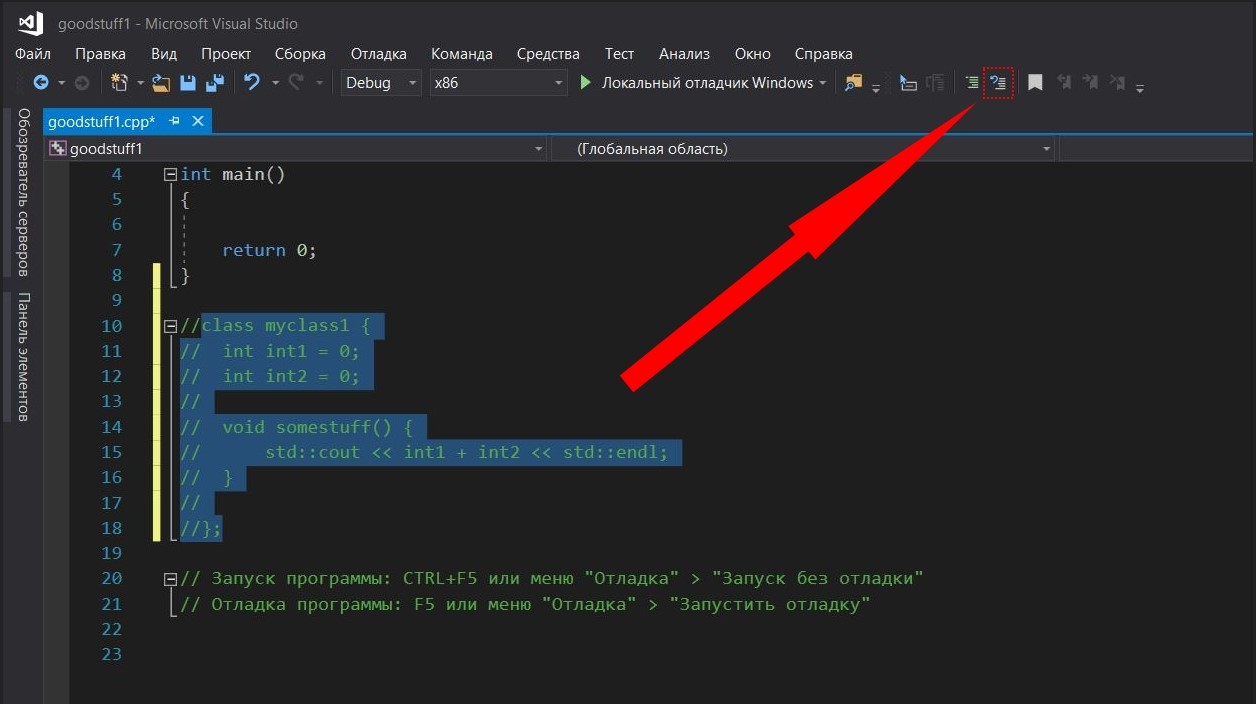 goodstuff1 - Microsoft Visual Studio
Файл Правка Вид Проект Сборка Отладка Команда Средства Тест Анализ Окно Справка
Debug x86 Локальный отладчик Windows
Обозреватель серверов
Панель элементов
goodstuff1.cpp*
goodstuff1 (Глобальная область)
4 int main()
5 {
6
7 return 0;
8 }
9
10 //class myclass1 {
11 // int int1 = 0;
12 // int int2 = 0;
13 //
14 // void somestuff() {
15 // std::cout << int1 + int2 << std::endl;
16 // }
17 //
18 //};
19
20 // Запуск программы: CTRL+F5 или меню "Отладка" > "Запуск без отладки"
21 // Отладка программы: F5 или меню "Отладка" > "Запустить отладку"
22
23